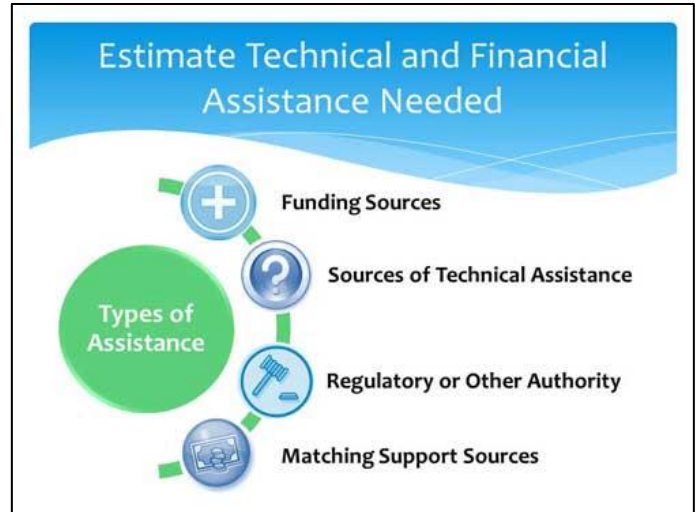 Estimate Technical and Financial
Assistance Needed
Funding Sources
Sources of Technical Assistance
Types of
Assistance
Regulatory or Other Authority
Matching Support Sources